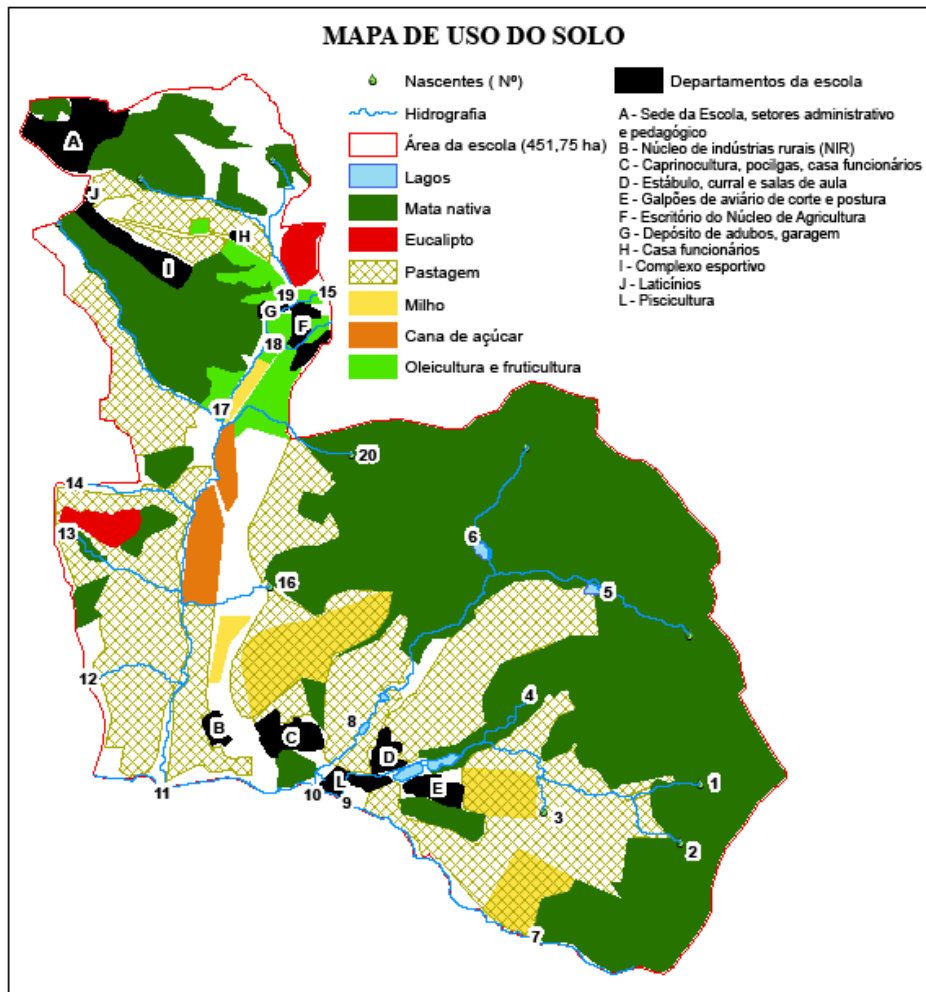 MAPA DE USO DO SOLO
Nascentes ( Nº)
Hidrografia
Área da escola (451,75 ha)
Lagos
Mata nativa
Eucalipto
Pastagem
Milho
Cana de açúcar
Oleicultura e fruticultura
Departamentos da escola
A - Sede da Escola, setores administrativo
e pedagógico
B - Núcleo de indústrias rurais (NIR)
C - Caprinocultura, pocilgas, casa funcionários
D - Estábulo, curral e salas de aula
E - Galpões de aviário de corte e postura
F - Escritório do Núcleo de Agricultura
G - Depósito de adubos, garagem
H - Casa funcionários
I - Complexo esportivo
J - Laticínios
L - Piscicultura
A
J
H
I
19
15
G
F
18
17
20
14
13
6
16
5
12
4
8
B
C
D
L
E
1
11
10
9
3
2
7